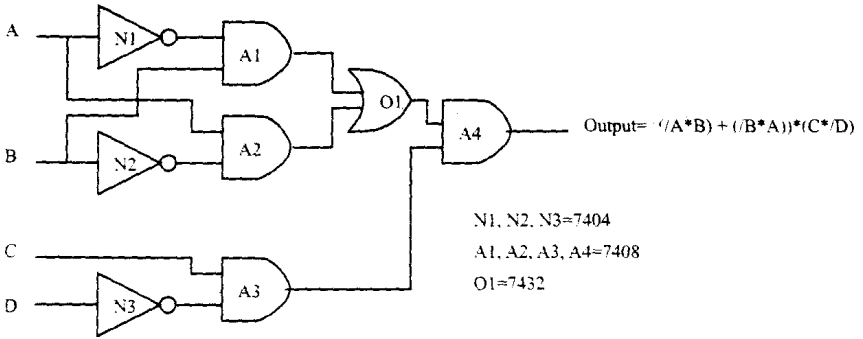 A
N1
A1
O1
A4
Output= (/A*B) + (/B*A))*(C*/D)
B
N2
A2
N1, N2, N3=7404
C
A1, A2, A3, A4=7408
A3
D
N3
O1=7432